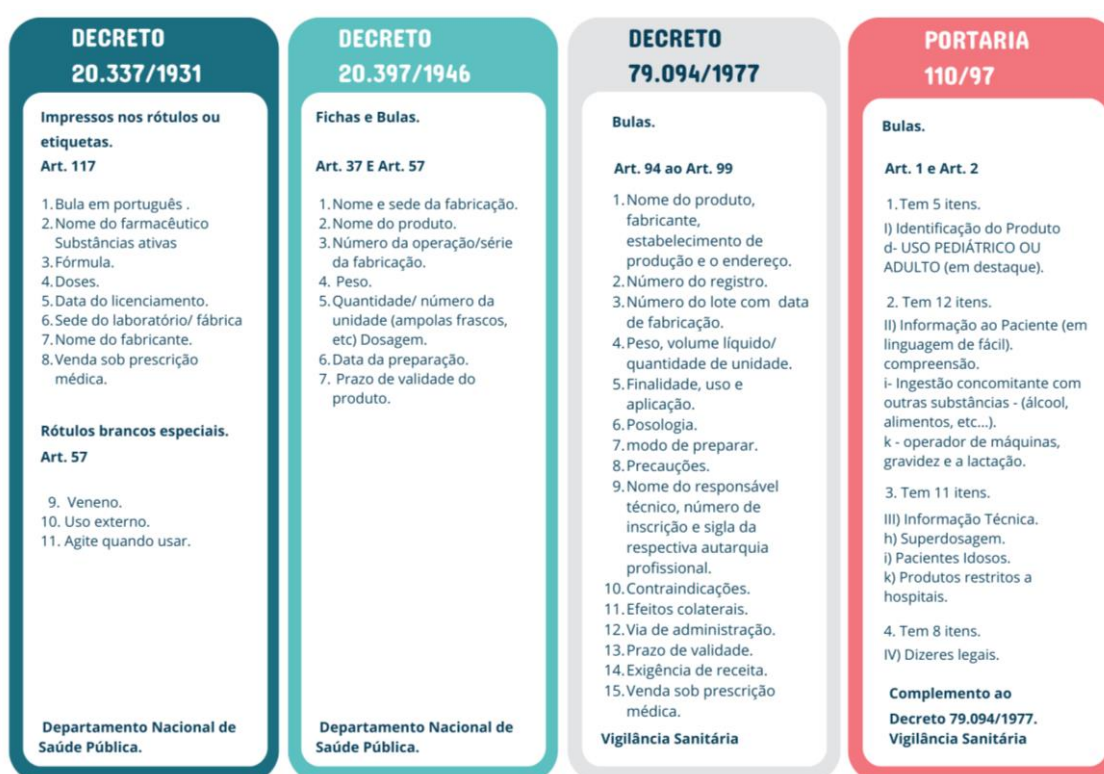 DECRETO
20.337/1931
Impressos nos rótulos ou
etiquetas.
Art. 117
1. Bula em português .
2. Nome do farmacêutico
Substâncias ativas
3. Fórmula.
4. Doses.
5. Data do licenciamento.
6. Sede do laboratório/ fábrica
7. Nome do fabricante.
8. Venda sob prescrição
médica.
Rótulos brancos especiais.
Art. 57
9. Veneno.
10. Uso externo.
11. Agite quando usar.
Departamento Nacional de
Saúde Pública.
DECRETO
20.397/1946
Fichas e Bulas.
Art. 37 E Art. 57
1. Nome e sede da fabricação.
2. Nome do produto.
3. Número da operação/série
da fabricação.
4. Peso.
5. Quantidade/ número da
unidade (ampolas frascos,
etc) Dosagem.
6. Data da preparação.
7. Prazo de validade do
produto.
Departamento Nacional de
Saúde Pública.
DECRETO
79.094/1977
Bulas.
Art. 94 ao Art. 99
1. Nome do produto,
fabricante,
estabelecimento de
produção e o endereço.
2. Número do registro.
3. Número do lote com data
de fabricação.
4. Peso, volume líquido/
quantidade de unidade.
5. Finalidade, uso e
aplicação.
6. Posologia.
7. modo de preparar.
8. Precauções.
9. Nome do responsável
técnico, número de
inscrição e sigla da
respectiva autarquia
profissional.
10. Contraindicações.
11. Efeitos colaterais.
12. Via de administração.
13. Prazo de validade.
14. Exigência de receita.
15. Venda sob prescrição
médica.
Vigilância Sanitária
PORTARIA
110/97
Bulas.
Art. 1 e Art. 2
1. Tem 5 itens.
I) Identificação do Produto
d- USO PEDIÁTRICO OU
ADULTO (em destaque).
2. Tem 12 itens.
II) Informação ao Paciente (em
linguagem de fácil).
compreensão.
i- Ingestão concomitante com
outras substâncias - (álcool,
alimentos, etc...).
k - operador de máquinas,
gravidez e a lactação.
3. Tem 11 itens.
III) Informação Técnica.
h) Superdosagem.
i) Pacientes Idosos.
k) Produtos restritos a
hospitais.
4. Tem 8 itens.
IV) Dizeres legais.
Complemento ao
Decreto 79.094/1977.
Vigilância Sanitária